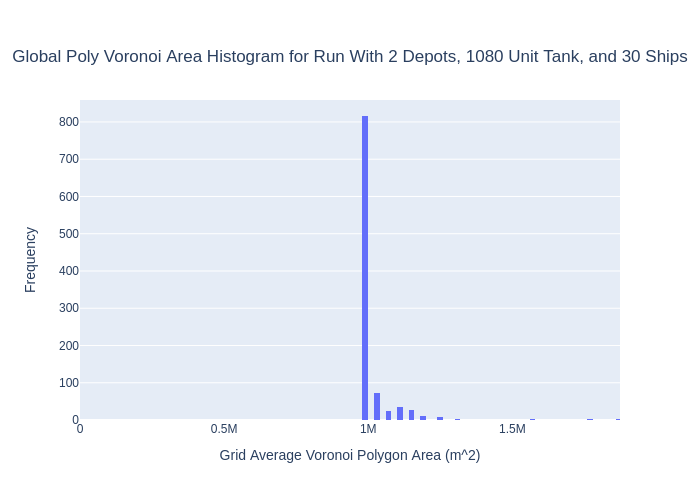 Global Poly Voronoi Area Histogram for Run With 2 Depots, 1080 Unit Tank, and 30 Ships
800
700
600
500
400
300
200
100
0
Frequency
0 0.5M 1M 1.5M
Grid Average Voronoi Polygon Area (m^2)